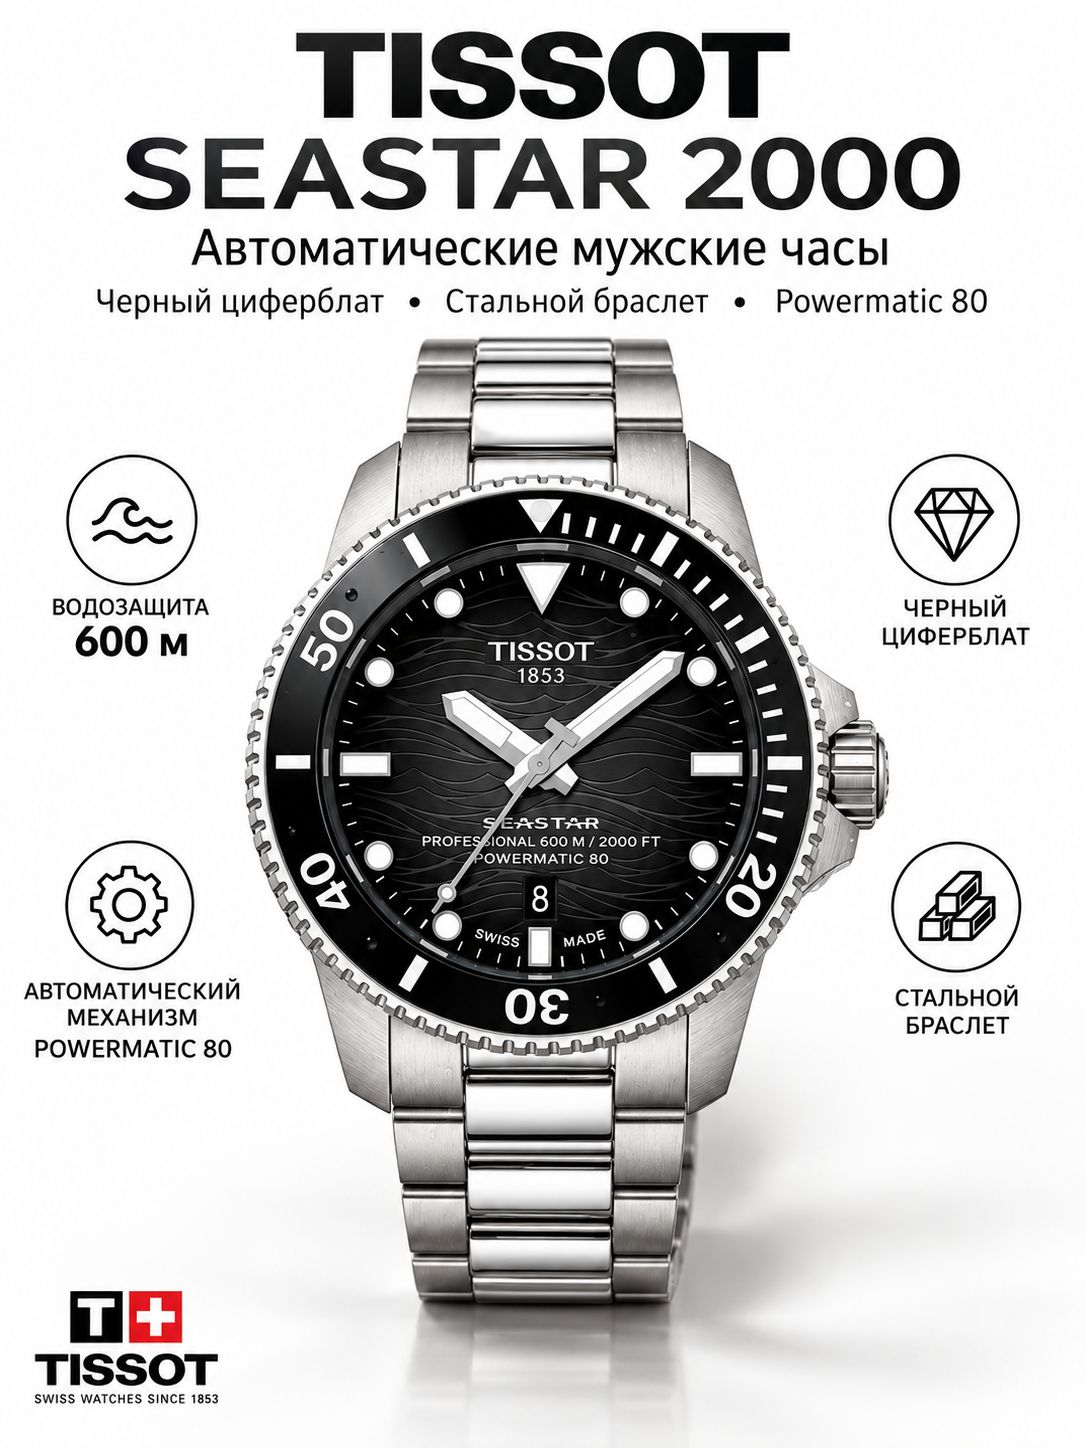 TISSOT
SEASTAR 2000
Автоматические мужские часы
Черный циферблат • Стальной браслет • Powermatic 80
ВОДОЗАЩИТА
600 м
ЧЕРНЫЙ
ЦИФЕРБЛАТ
50
40
30
20
TISSOT
1853
SEASTAR
PROFESSIONAL 600 M / 2000 FT
POWERMATIC 80
8
SWISS MADE
АВТОМАТИЧЕСКИЙ
МЕХАНИЗМ
POWERMATIC 80
СТАЛЬНОЙ
БРАСЛЕТ
T+
TISSOT
SWISS WATCHES SINCE 1853